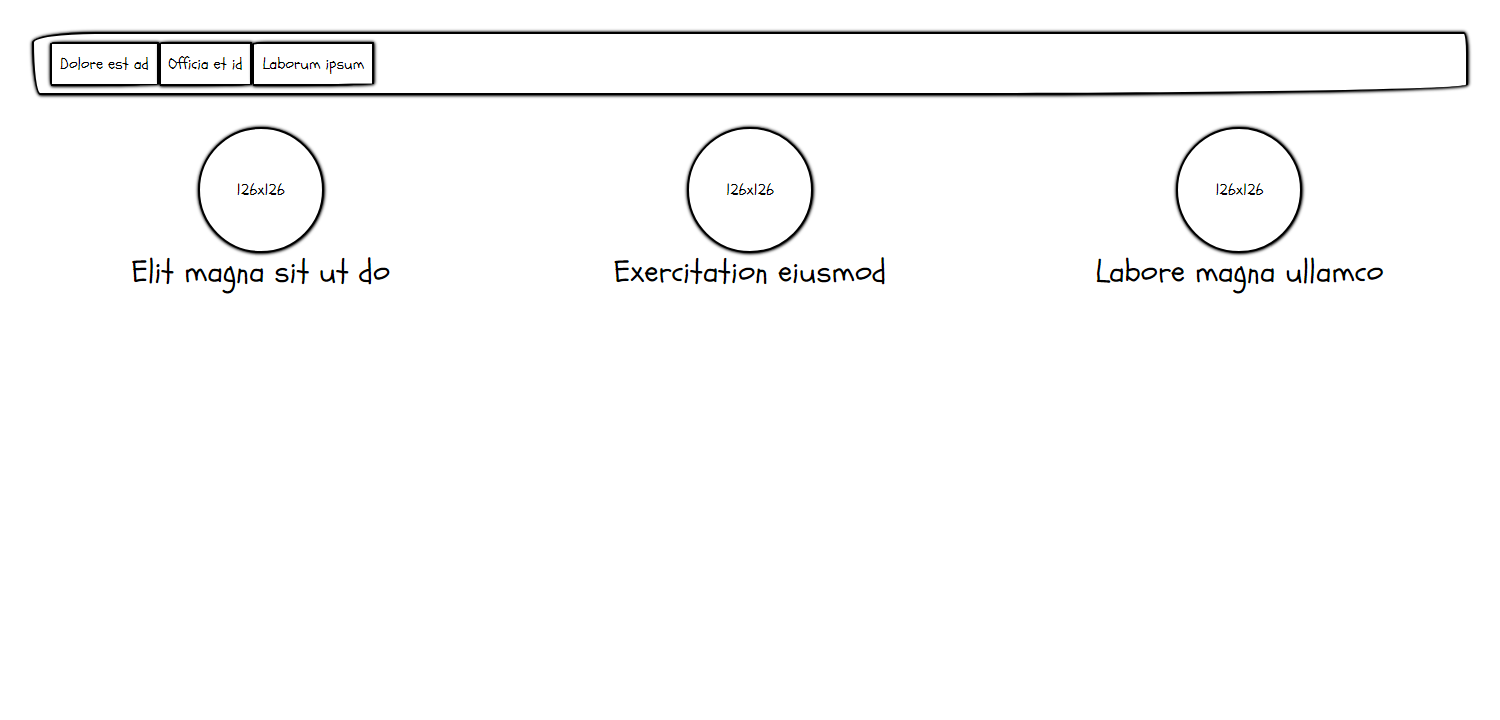 Dolore est ad Officia et id Laborum ipsum
126x126 126x126 126x126
Elit magna sit ut do Exercitation eiusmod Labore magna ullamco